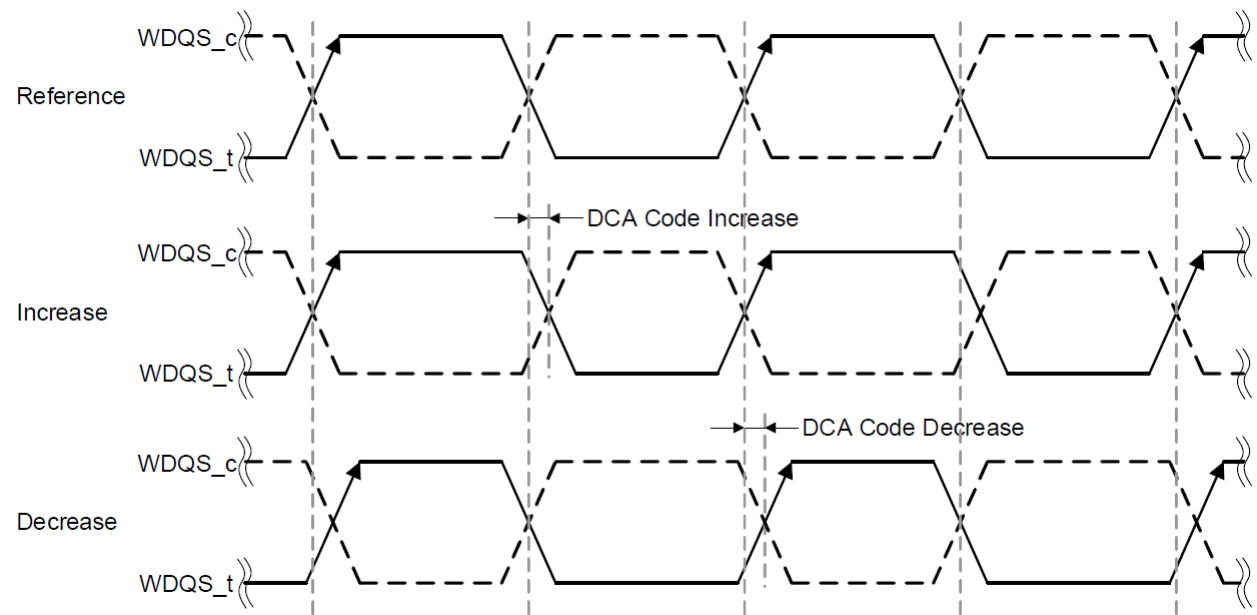 WDQS_c
Reference
WDQS_t
DCA Code Increase
WDQS_c
Increase
WDQS_t
DCA Code Decrease
WDQS_c
Decrease
WDQS_t